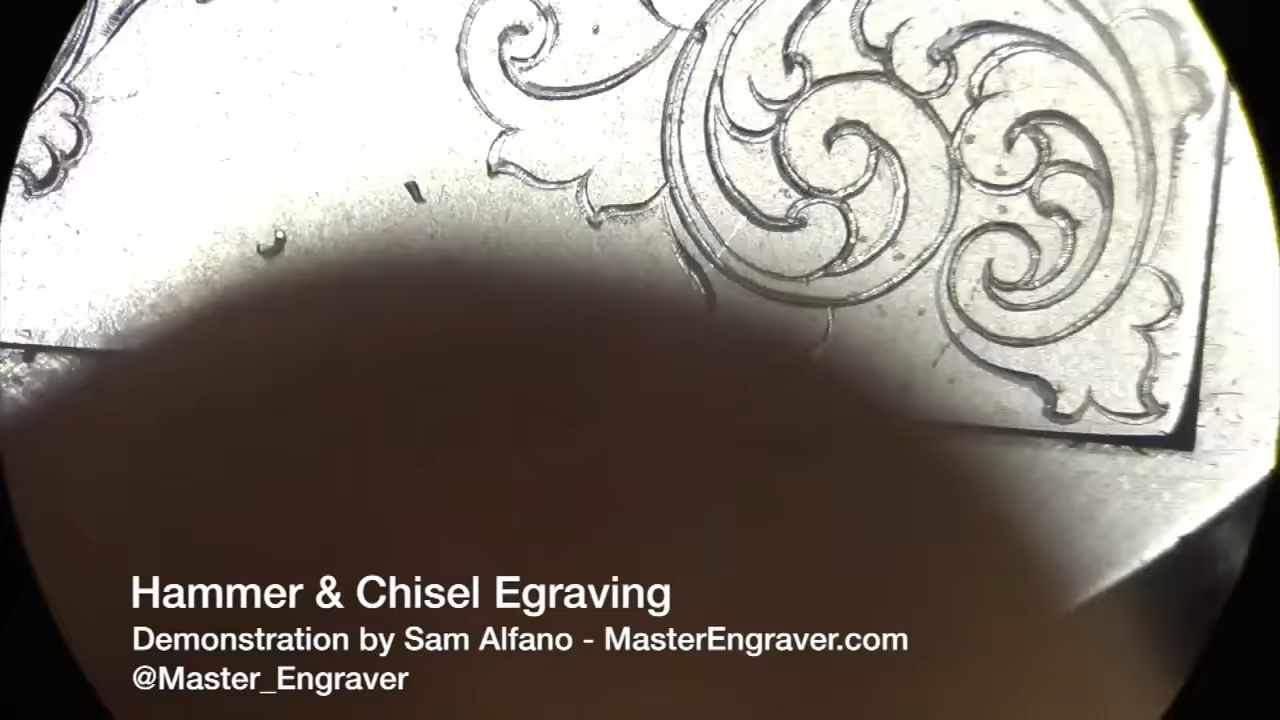 Hammer & Chisel Egraving
Demonstration by Sam Alfano - MasterEngraver.com
@Master_Engraver